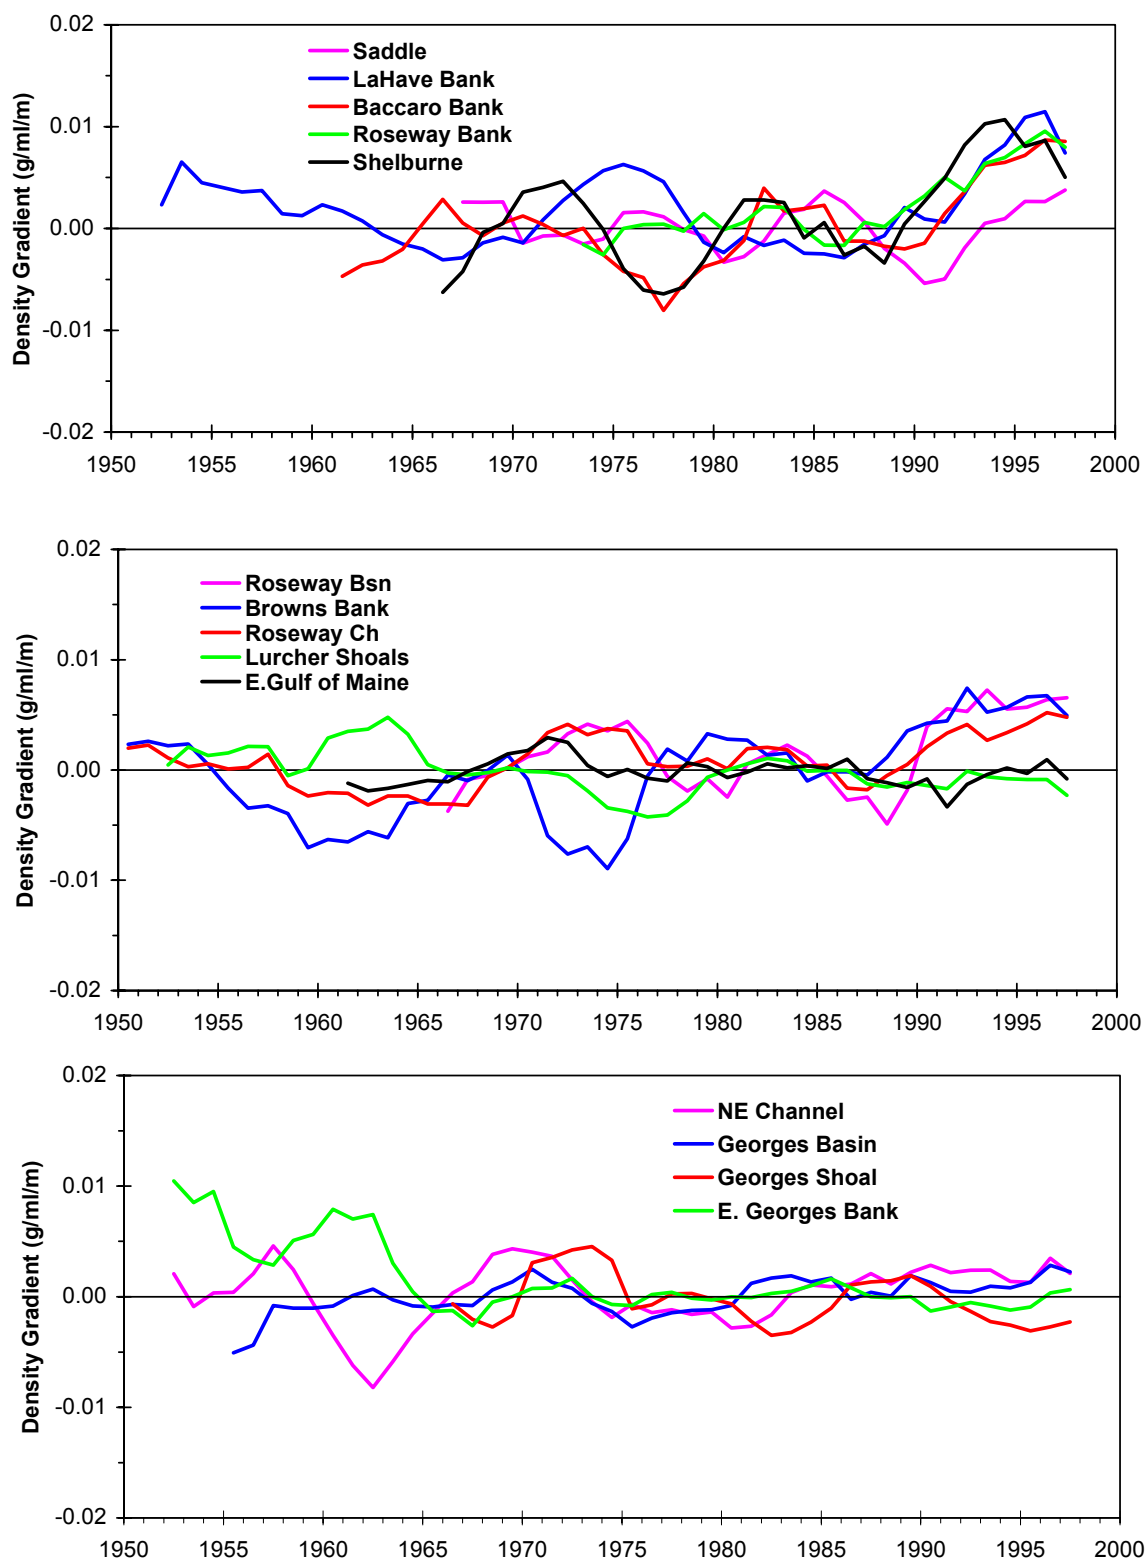 0.02
0.01
0.00
-0.01
-0.02
Density Gradient (g/ml/m)
Saddle
LaHave Bank
Baccaro Bank
Roseway Bank
Shelburne
1950 1955 1960 1965 1970 1975 1980 1985 1990 1995 2000
0.02
0.01
0.00
-0.01
-0.02
Density Gradient (g/ml/m)
Roseway Bsn
Browns Bank
Roseway Ch
Lurcher Shoals
E.Gulf of Maine
1950 1955 1960 1965 1970 1975 1980 1985 1990 1995 2000
0.02
0.01
0.00
-0.01
-0.02
Density Gradient (g/ml/m)
NE Channel
Georges Basin
Georges Shoal
E. Georges Bank
1950 1955 1960 1965 1970 1975 1980 1985 1990 1995 2000